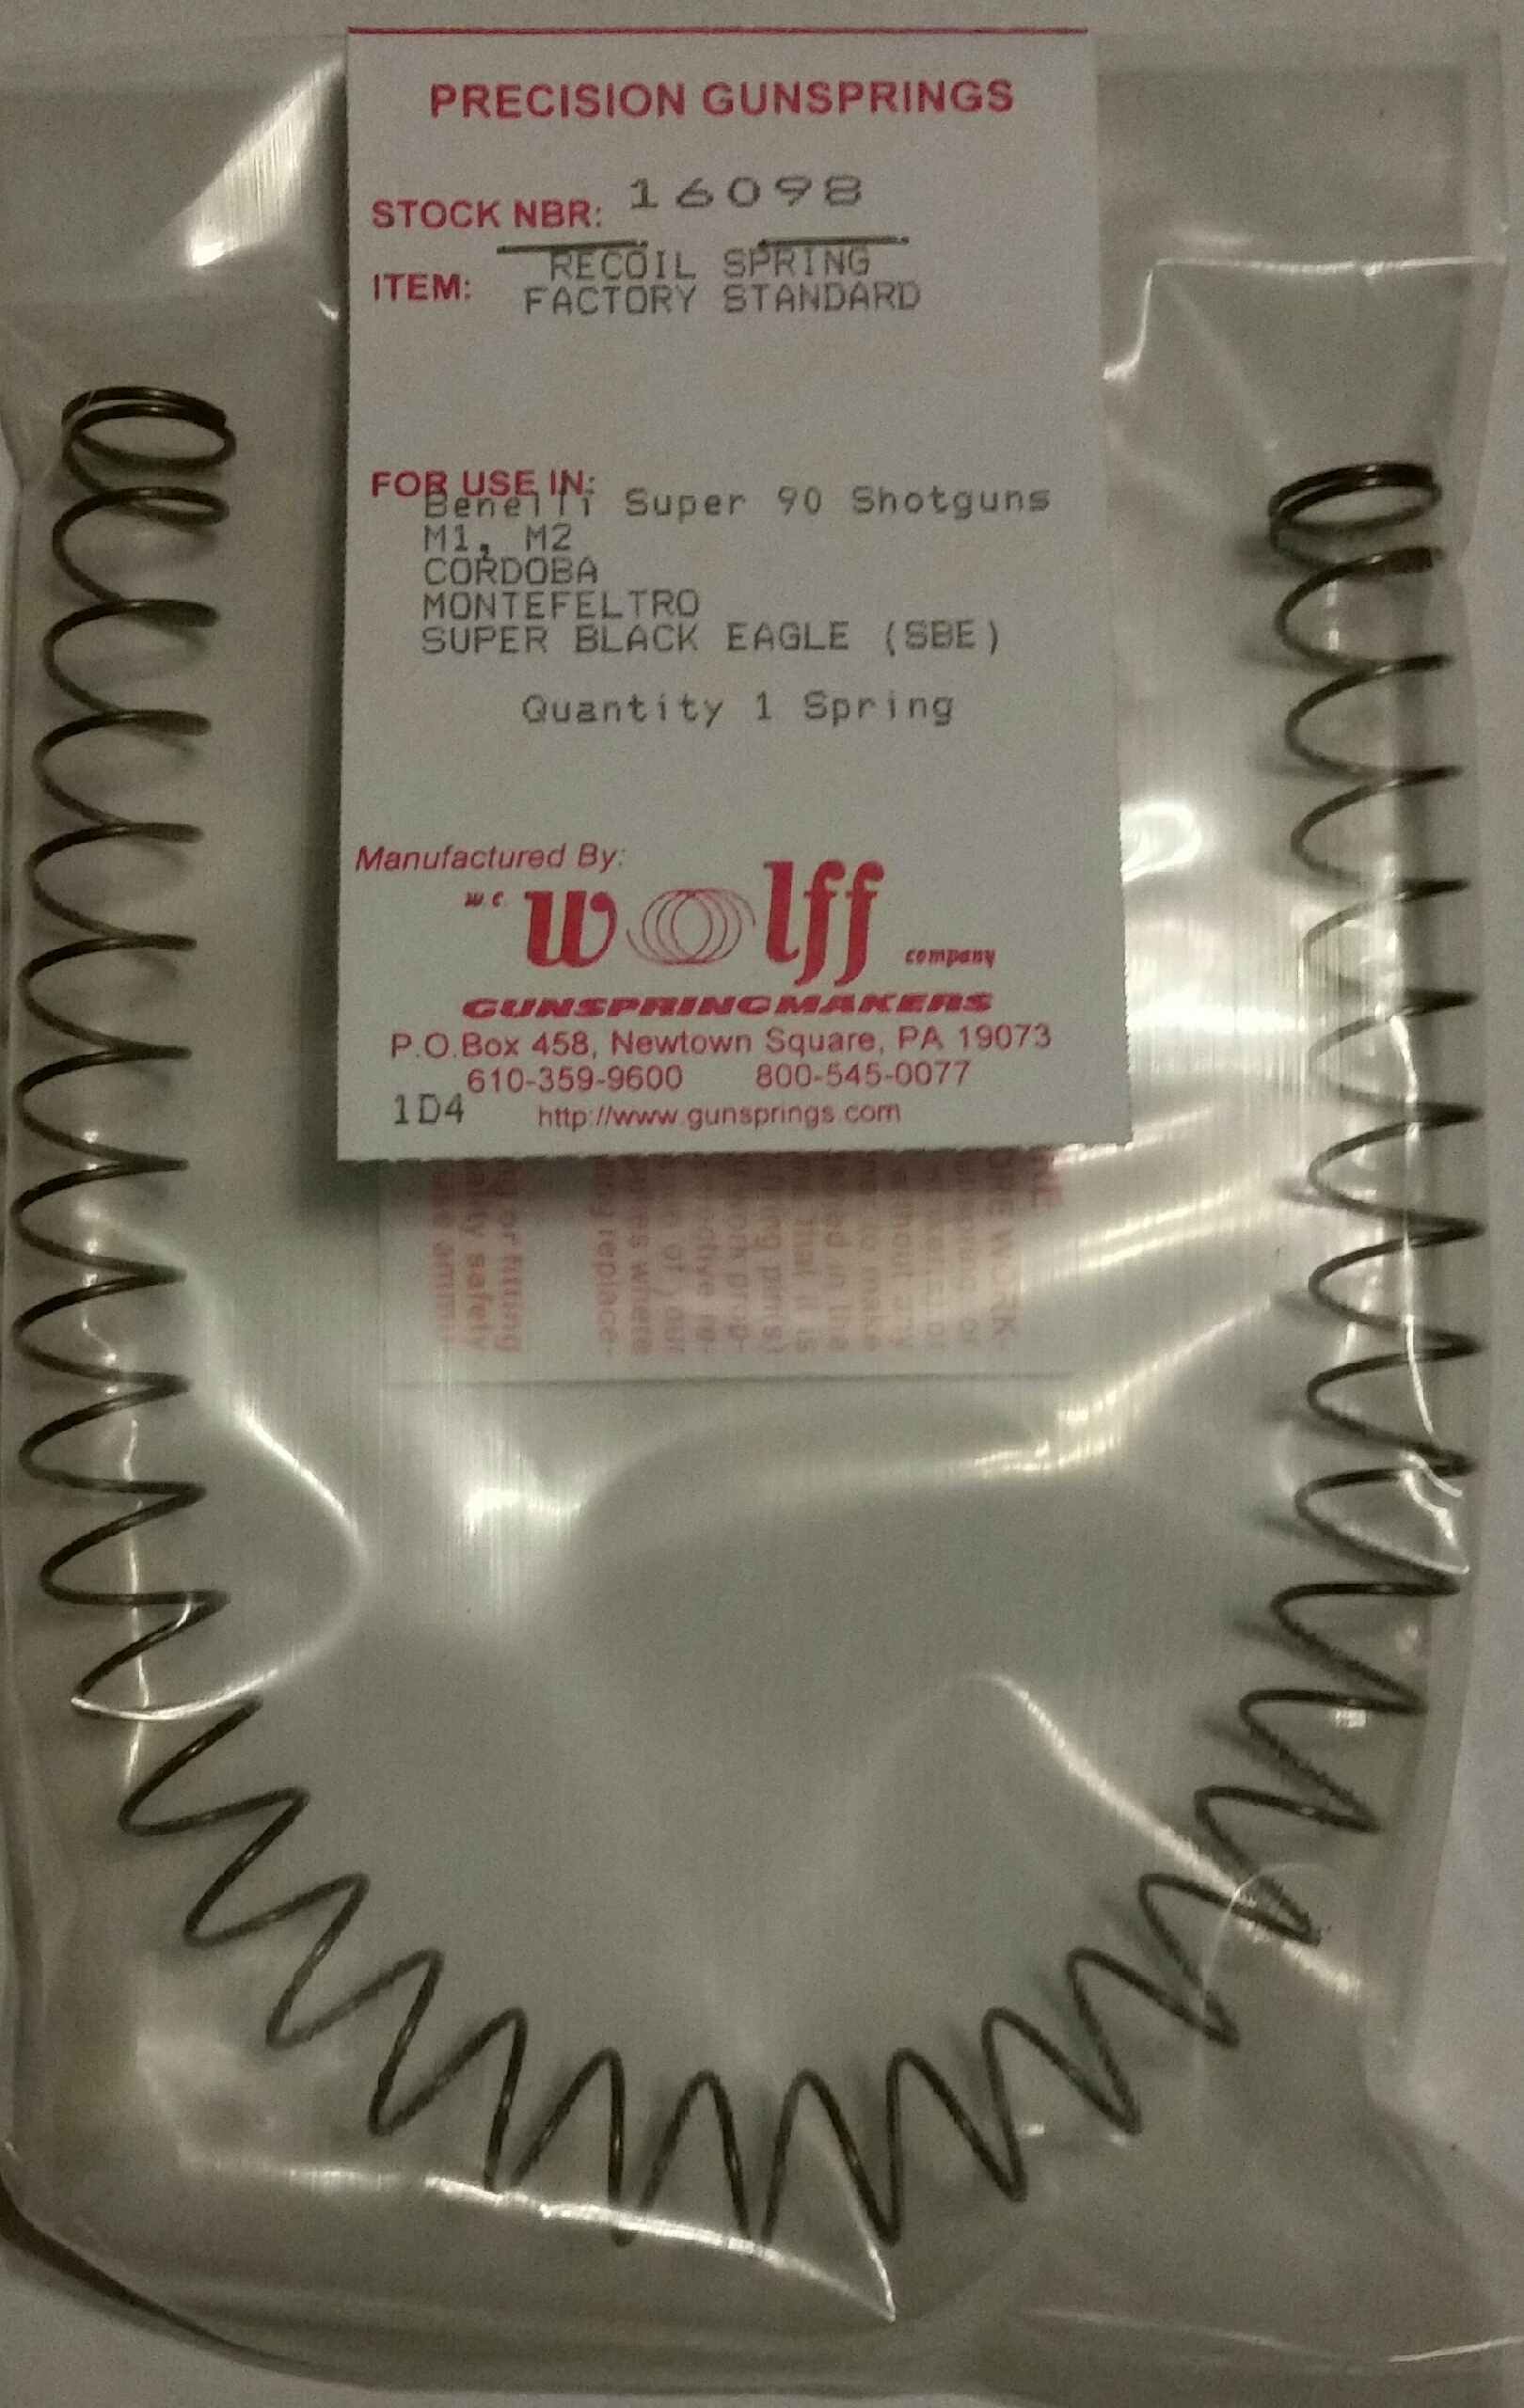 PRECISION GUNSPRINGS
STOCK NBR: 16098
ITEM: RECOIL SPRING
FACTORY STANDARD
FOR USE IN:
Benelli Super 90 Shotguns
M1, M2
CORDOBA
MONTEFELTRO
SUPER BLACK EAGLE (SBE)
Quantity 1 Spring
Manufactured By:
W.C. Wolff company
GUNSPRINGMAKERS
P.O.Box 458, Newtown Square, PA 19073
610-359-9600 800-545-0077
1D4 http://www.gunsprings.com